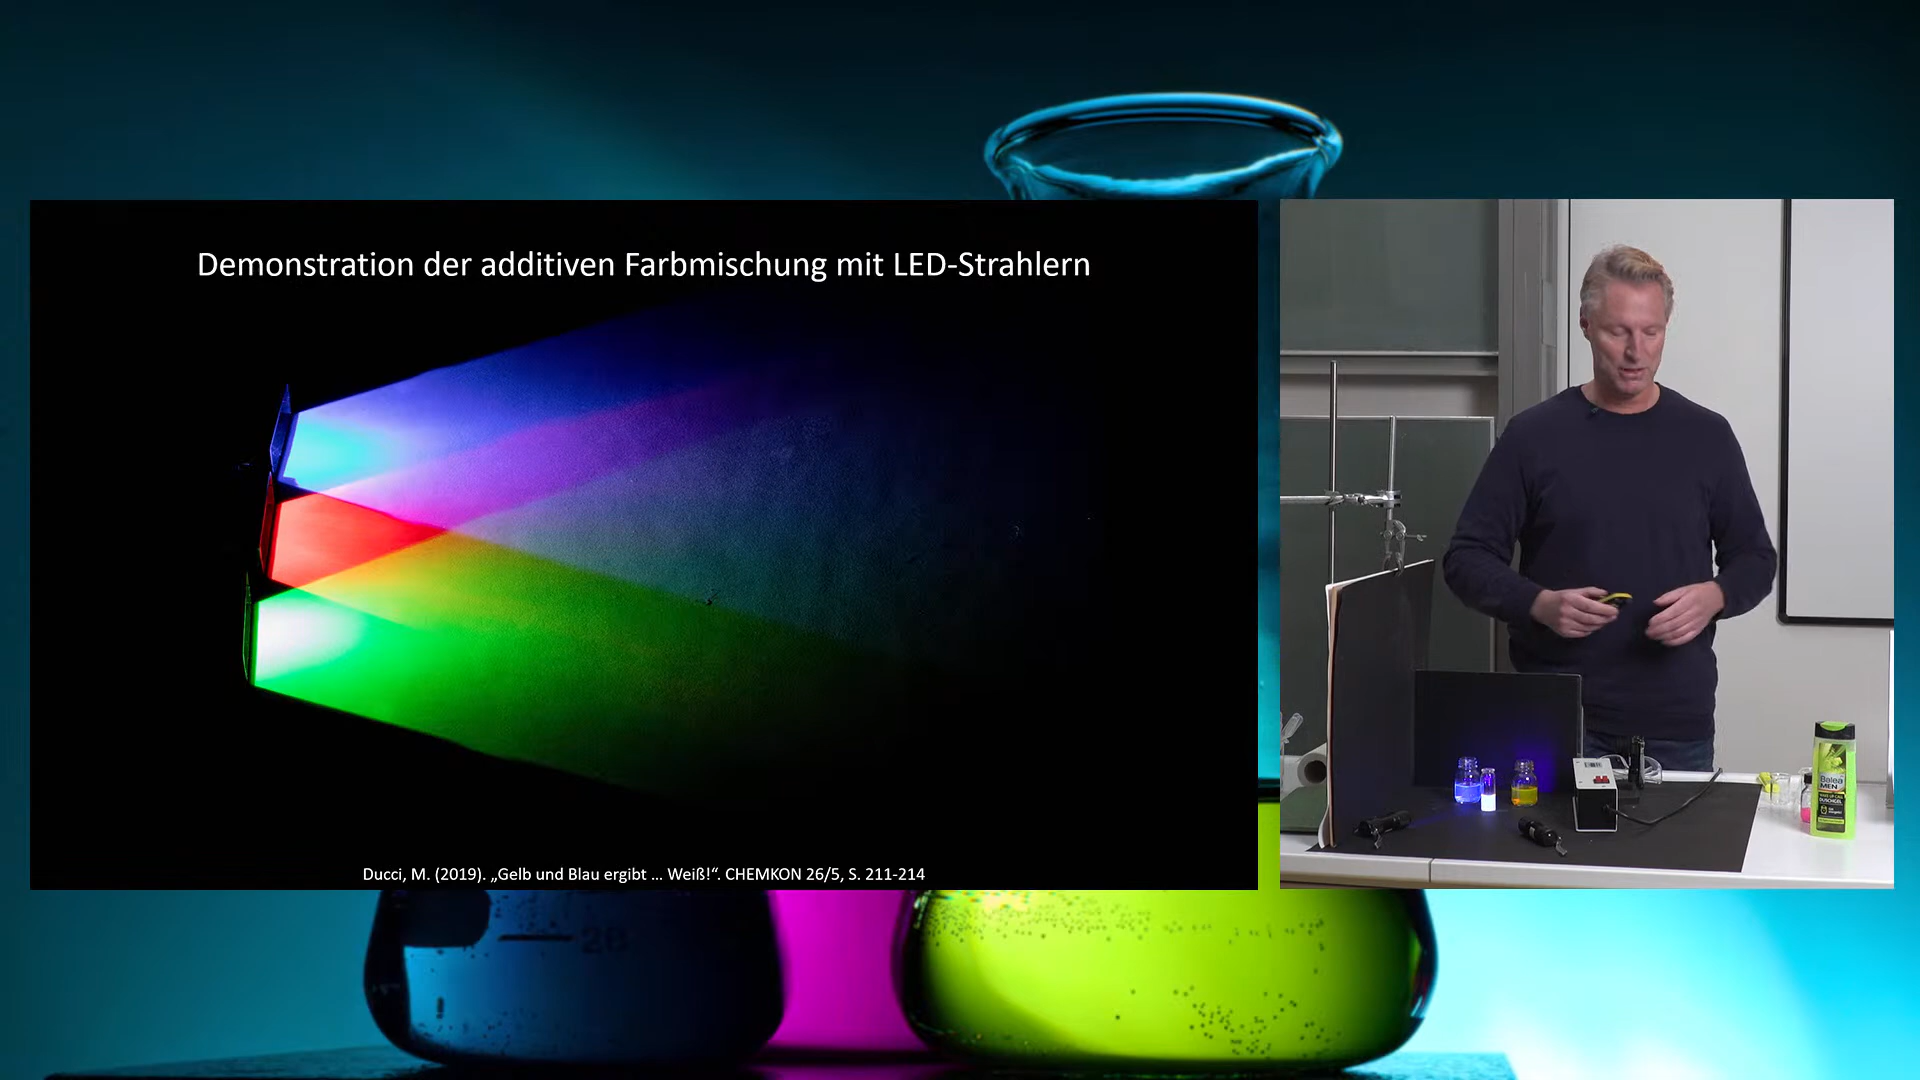 Demonstration der additiven Farbmischung mit LED-Strahlern
Ducci, M. (2019). „Gelb und Blau ergibt ... Weiß!“. CHEMKON 26/5, S. 211-214
Balea
MEN
DUSCHGEL